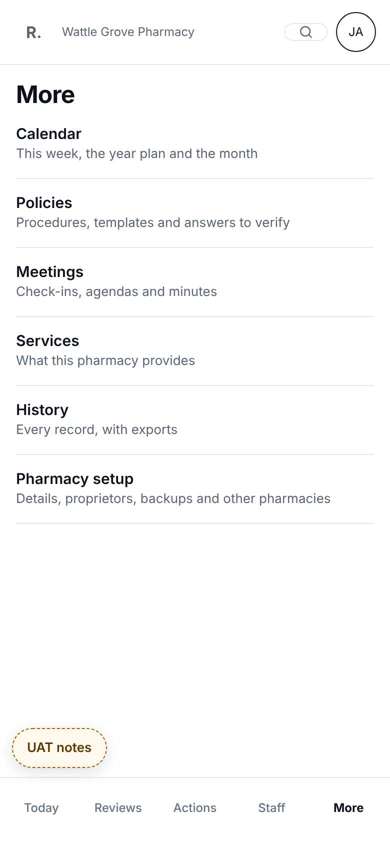 R.
Wattle Grove Pharmacy
JA
More
Calendar
This week, the year plan and the month
Policies
Procedures, templates and answers to verify
Meetings
Check-ins, agendas and minutes
Services
What this pharmacy provides
History
Every record, with exports
Pharmacy setup
Details, proprietors, backups and other pharmacies
UAT notes
Today
Reviews
Actions
Staff
More